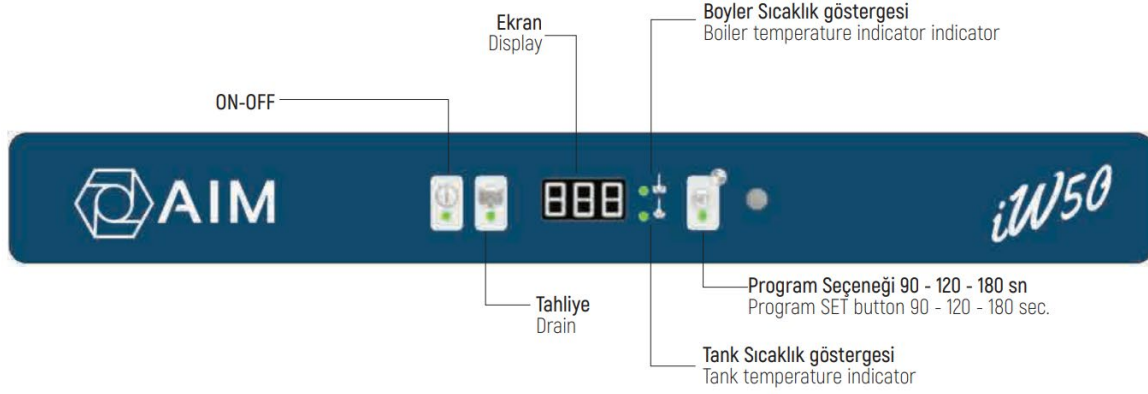 Ekran
Display
Boyler Sıcaklık göstergesi
Boiler temperature indicator indicator
ON-OFF
AIM
888
iW50
Tahliye
Drain
Program Seçeneği 90 - 120 - 180 sn
Program SET button 90 - 120 - 180 sec.
Tank Sıcaklık göstergesi
Tank temperature indicator